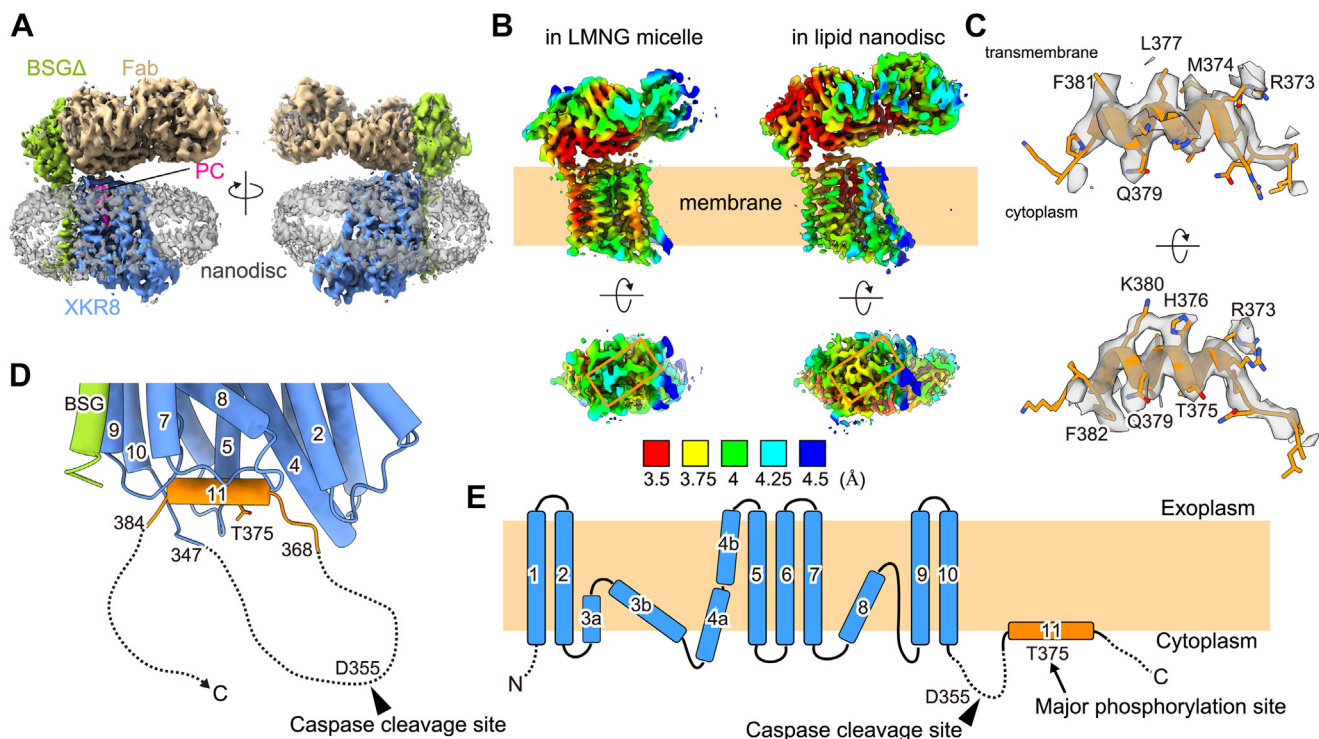 A
BSGΔ
Fab
PC
nanodisc
XKR8
B
in LMNG micelle
in lipid nanodisc
membrane
3.5
3.75
4
4.25
4.5
(Å)
C
transmembrane
L377
M374
R373
F381
Q379
cytoplasm
K380
H376
R373
F382
Q379
T375
D
BSG
9
10
7
8
5
4
2
11
384
347
T375
368
D355
C
Caspase cleavage site
E
Exoplasm
1
2
3a
3b
4a
4b
5
6
7
8
9
10
11
Cytoplasm
N
T375
C
D355
Major phosphorylation site
Caspase cleavage site